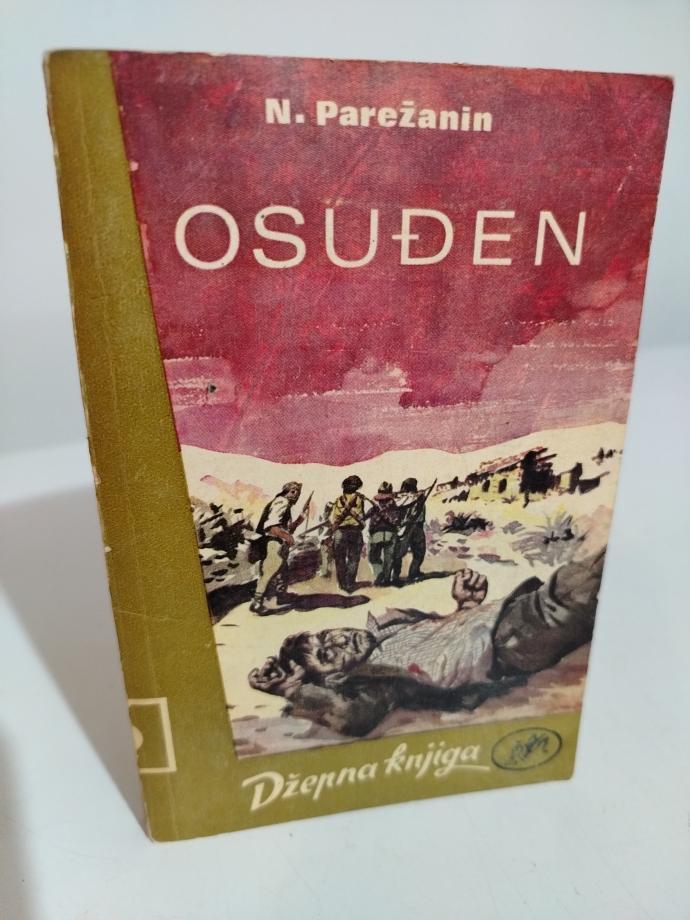 N. Parežanin
OSUĐEN
Džepna knjiga